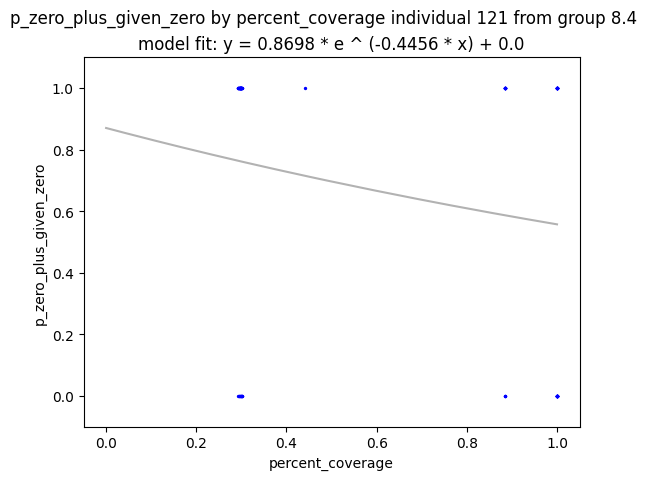 p_zero_plus_given_zero by percent_coverage individual 121 from group 8.4
model fit: y = 0.8698 * e ^ (-0.4456 * x) + 0.0
1.0
0.8
0.6
0.4
0.2
0.0
p_zero_plus_given_zero
0.0 0.2 0.4 0.6 0.8 1.0
percent_coverage